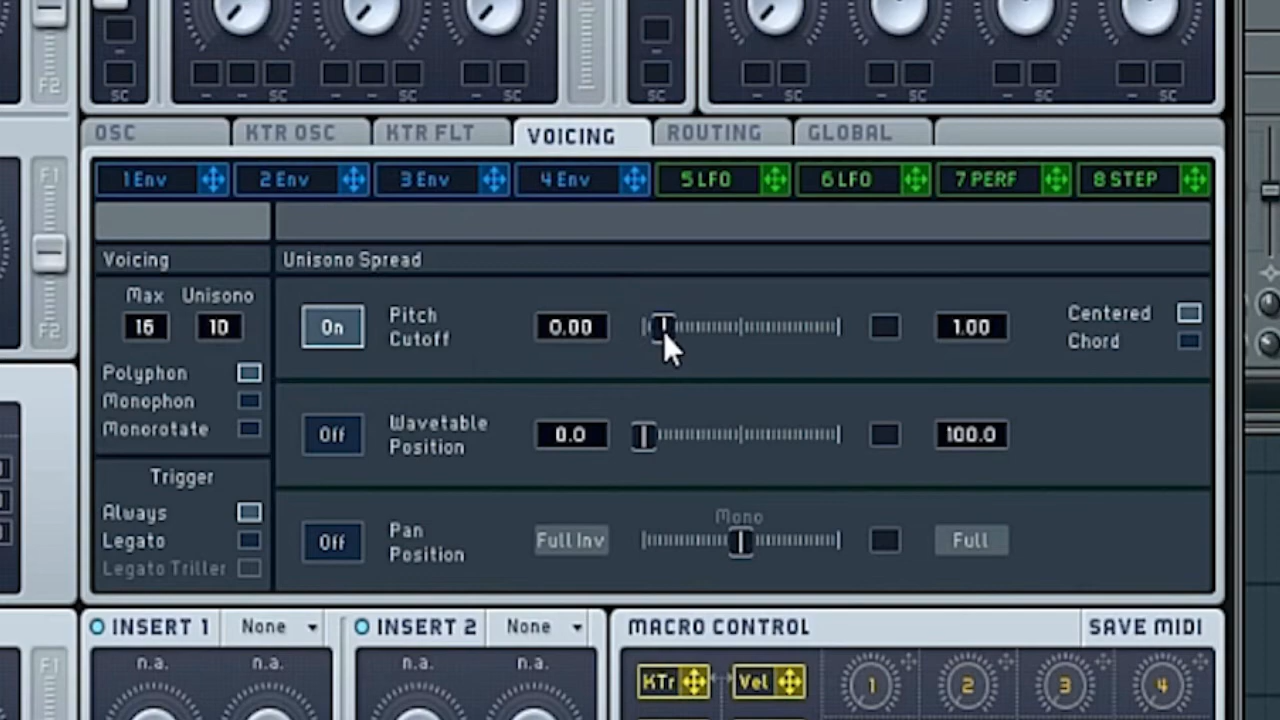 F2
SC
SC
SC
SC
SC
SC
SC
SC
SC
OSC KTR OSC KTR FLT VOICING ROUTING GLOBAL
F1
1 Env 2 Env 3 Env 4 Env 5 LFO 6 LFO 7 PERF 8 STEP
Voicing
Unisono Spread
Max Unisono
16 10
On
Pitch
Cutoff
0.00
1.00
Centered
Chord
F2
Polyphon
Monophon
Monorotate
Off
Wavetable
Position
0.0
100.0
Trigger
Always
Legato
Legato Triller
Off
Pan
Position
Full Inv
Mono
Full
INSERT 1 None
INSERT 2 None
MACRO CONTROL SAVE MIDI
F1
n.a. n.a. n.a. n.a.
KTr Vel 1 2 3 4